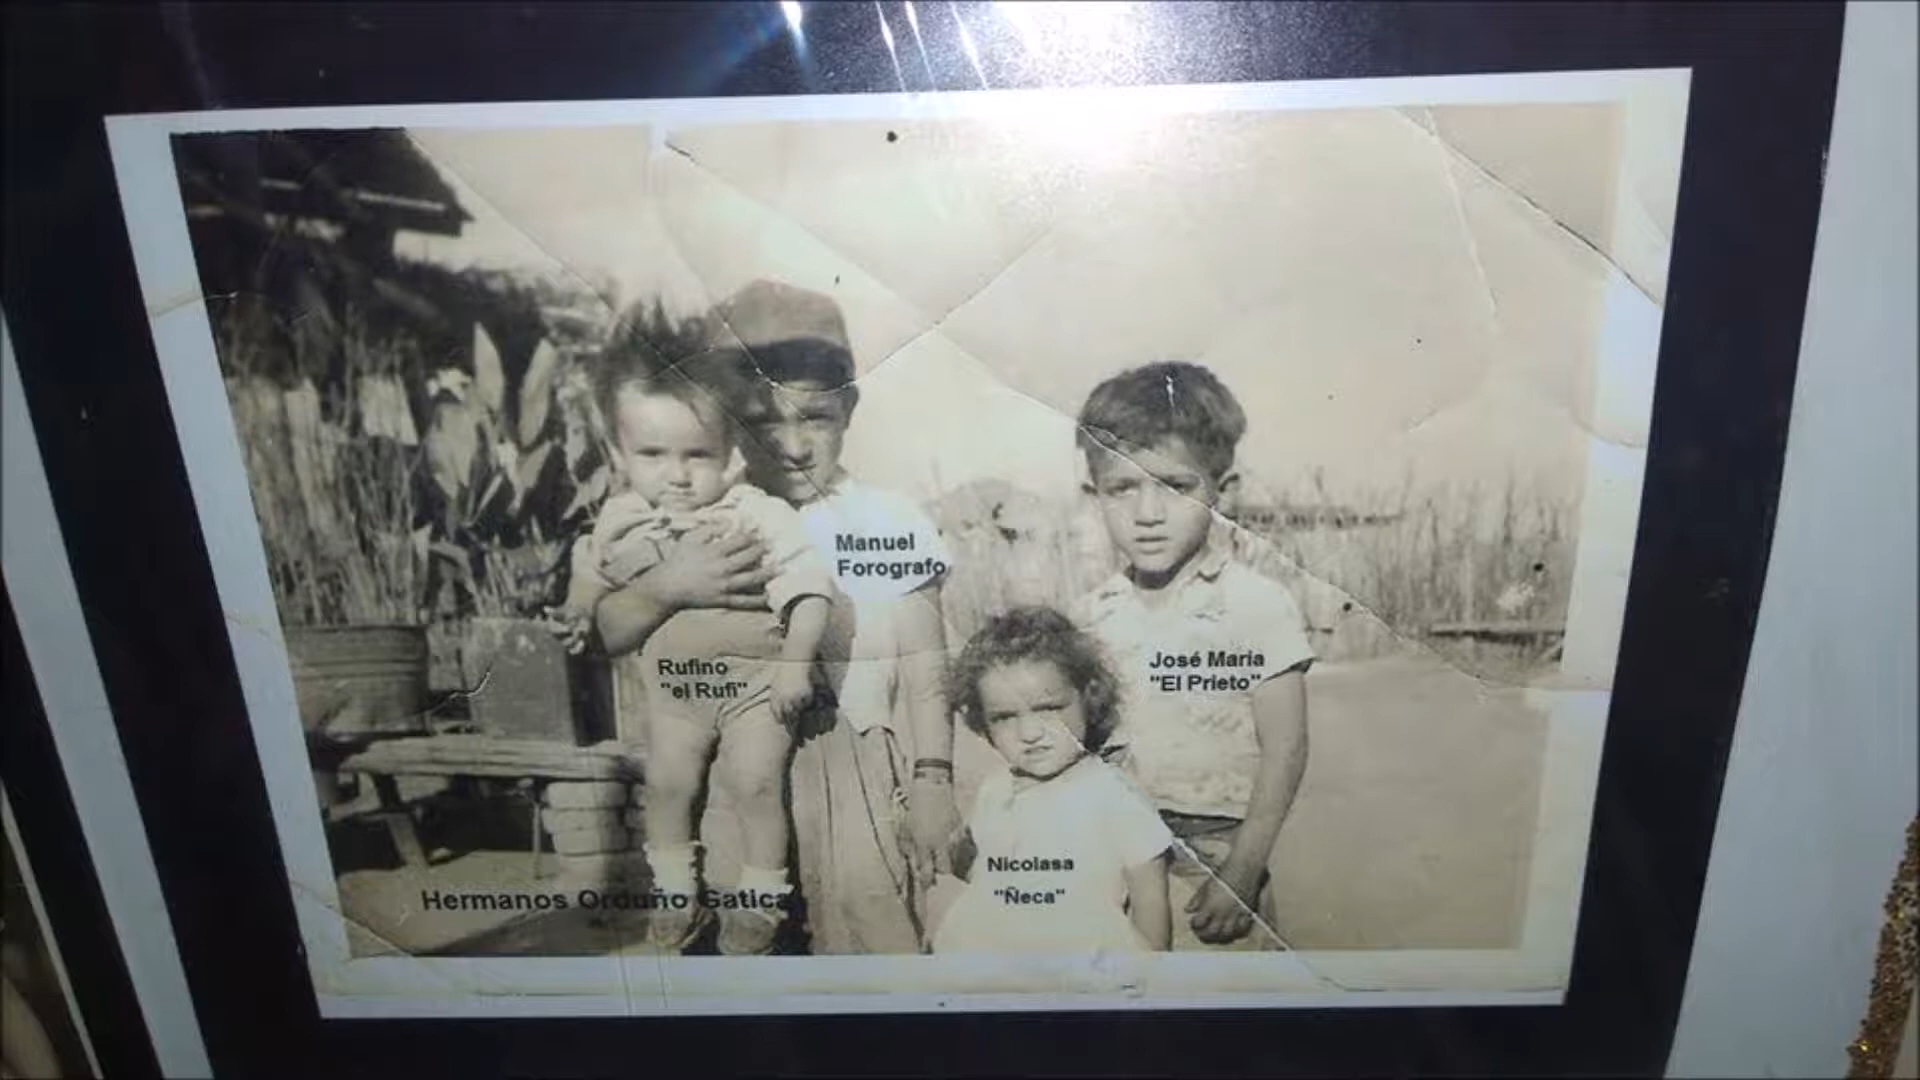 Manuel
Forografo
Rufino
"el Rufi"
José Maria
"El Prieto"
Nicolasa
"Ñeca"
Hermanos Orduño Gatica